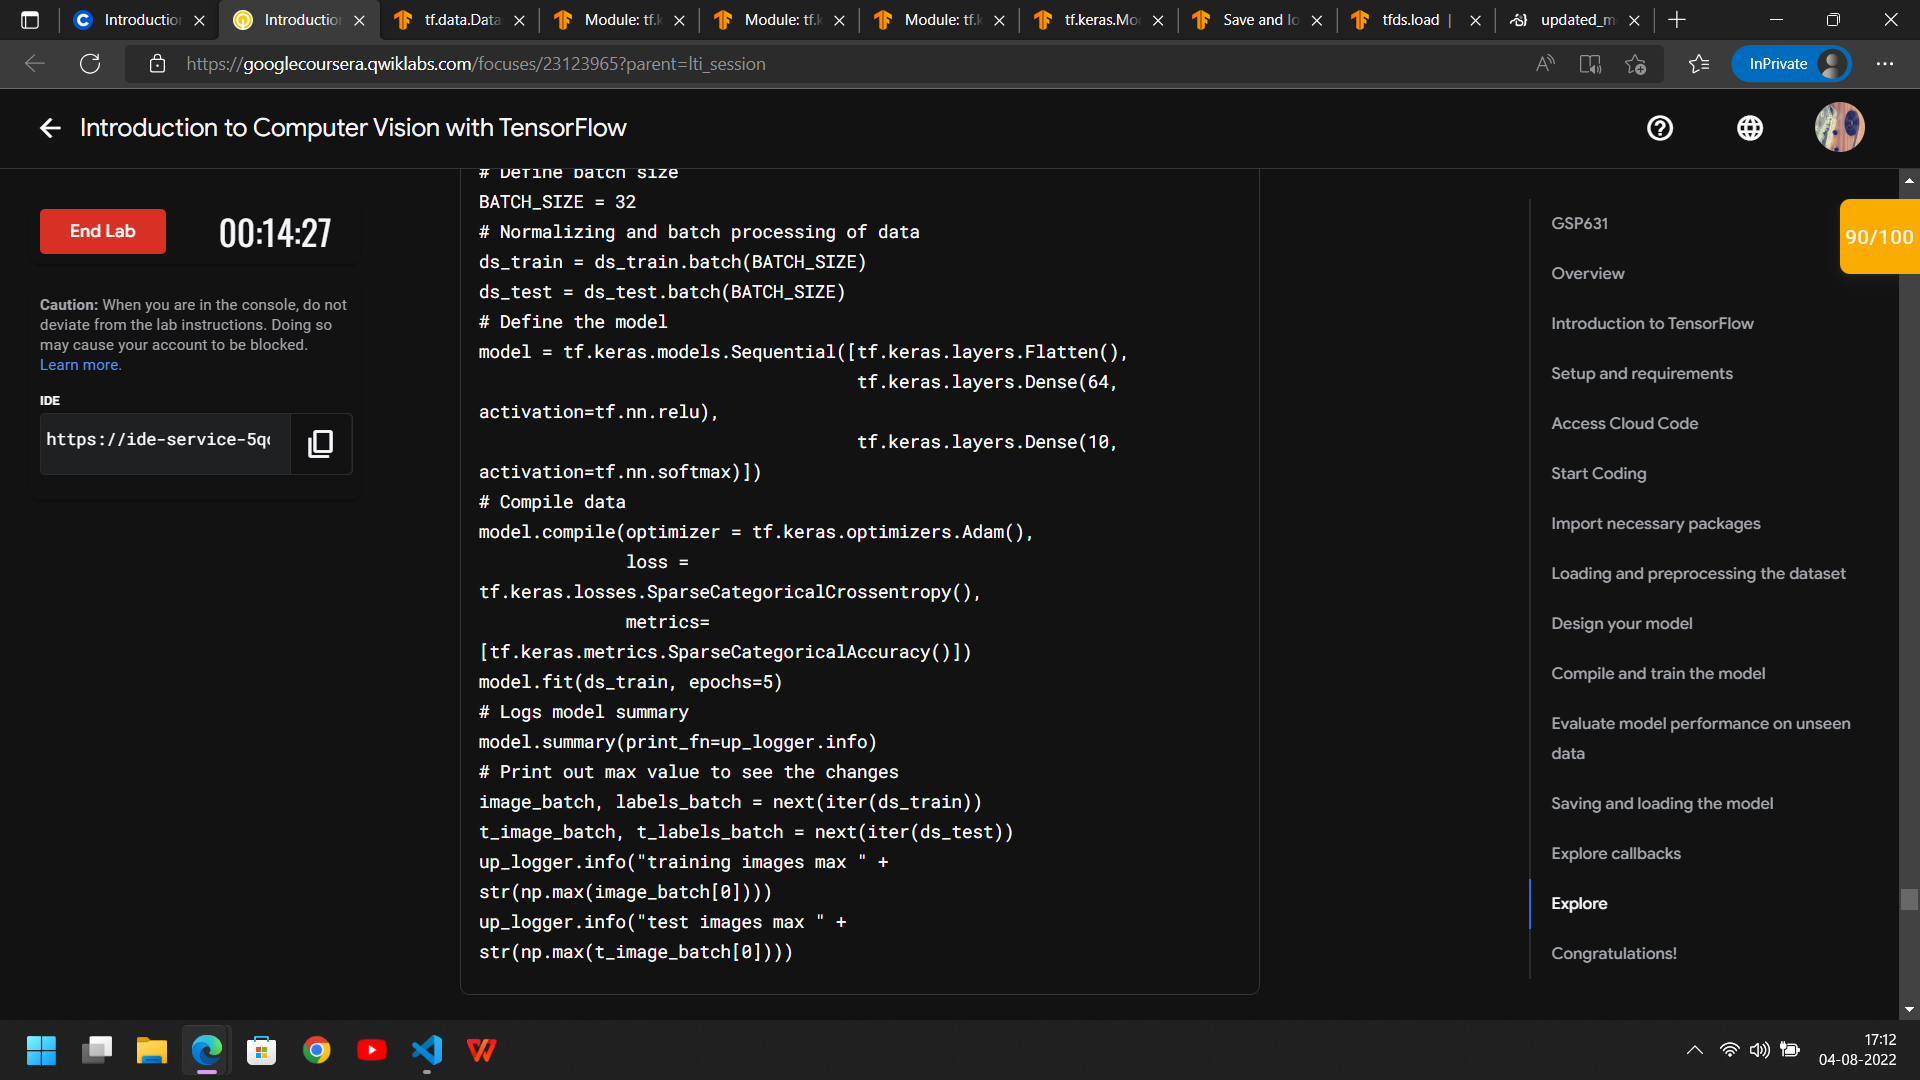 Introduction
Introduction
tf.data.Data
Module: tf.k
Module: tf.k
Module: tf.k
tf.keras.Mo
Save and lo
tfds.load |
updated_m
https://googlecoursera.qwiklabs.com/focuses/23123965?parent=lti_session
InPrivate
Introduction to Computer Vision with TensorFlow
End Lab
00:14:27
Caution: When you are in the console, do not
deviate from the lab instructions. Doing so
may cause your account to be blocked.
Learn more.
IDE
https://ide-service-5q
# Define batch size
BATCH_SIZE = 32
# Normalizing and batch processing of data
ds_train = ds_train.batch(BATCH_SIZE)
ds_test = ds_test.batch(BATCH_SIZE)
# Define the model
model = tf.keras.models.Sequential([tf.keras.layers.Flatten(),
tf.keras.layers.Dense(64,
activation=tf.nn.relu),
tf.keras.layers.Dense(10,
activation=tf.nn.softmax)])
# Compile data
model.compile(optimizer = tf.keras.optimizers.Adam(),
loss =
tf.keras.losses.SparseCategoricalCrossentropy(),
metrics=
[tf.keras.metrics.SparseCategoricalAccuracy()])
model.fit(ds_train, epochs=5)
# Logs model summary
model.summary(print_fn=up_logger.info)
# Print out max value to see the changes
image_batch, labels_batch = next(iter(ds_train))
t_image_batch, t_labels_batch = next(iter(ds_test))
up_logger.info("training images max " +
str(np.max(image_batch[0])))
up_logger.info("test images max " +
str(np.max(t_image_batch[0])))
GSP631
Overview
Introduction to TensorFlow
Setup and requirements
Access Cloud Code
Start Coding
Import necessary packages
Loading and preprocessing the dataset
Design your model
Compile and train the model
Evaluate model performance on unseen
data
Saving and loading the model
Explore callbacks
Explore
Congratulations!
90/100
17:12
04-08-2022